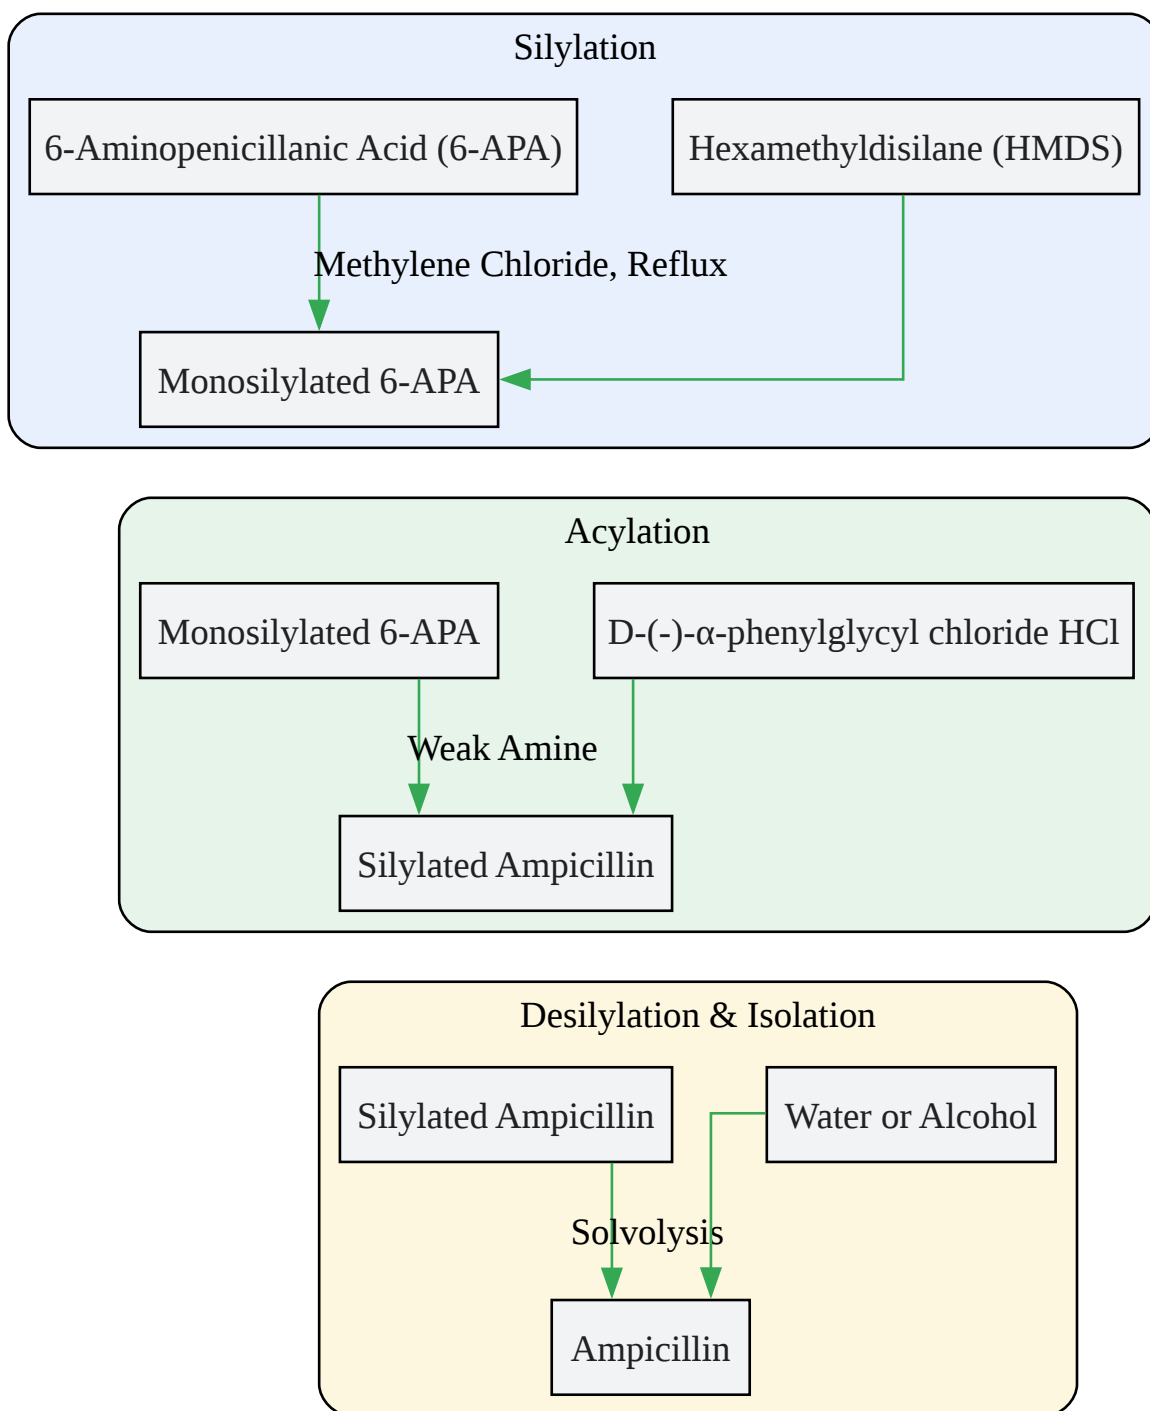 Silylation
6-Aminopenicillanic Acid (6-APA)
Hexamethyldisilane (HMDS)
Methylene Chloride, Reflux
Monosilylated 6-APA
Acylation
Monosilylated 6-APA
D-(-)-α-phenylglycyl chloride HCl
Weak Amine
Silylated Ampicillin
Desilylation & Isolation
Silylated Ampicillin
Water or Alcohol
Solvolysis
Ampicillin